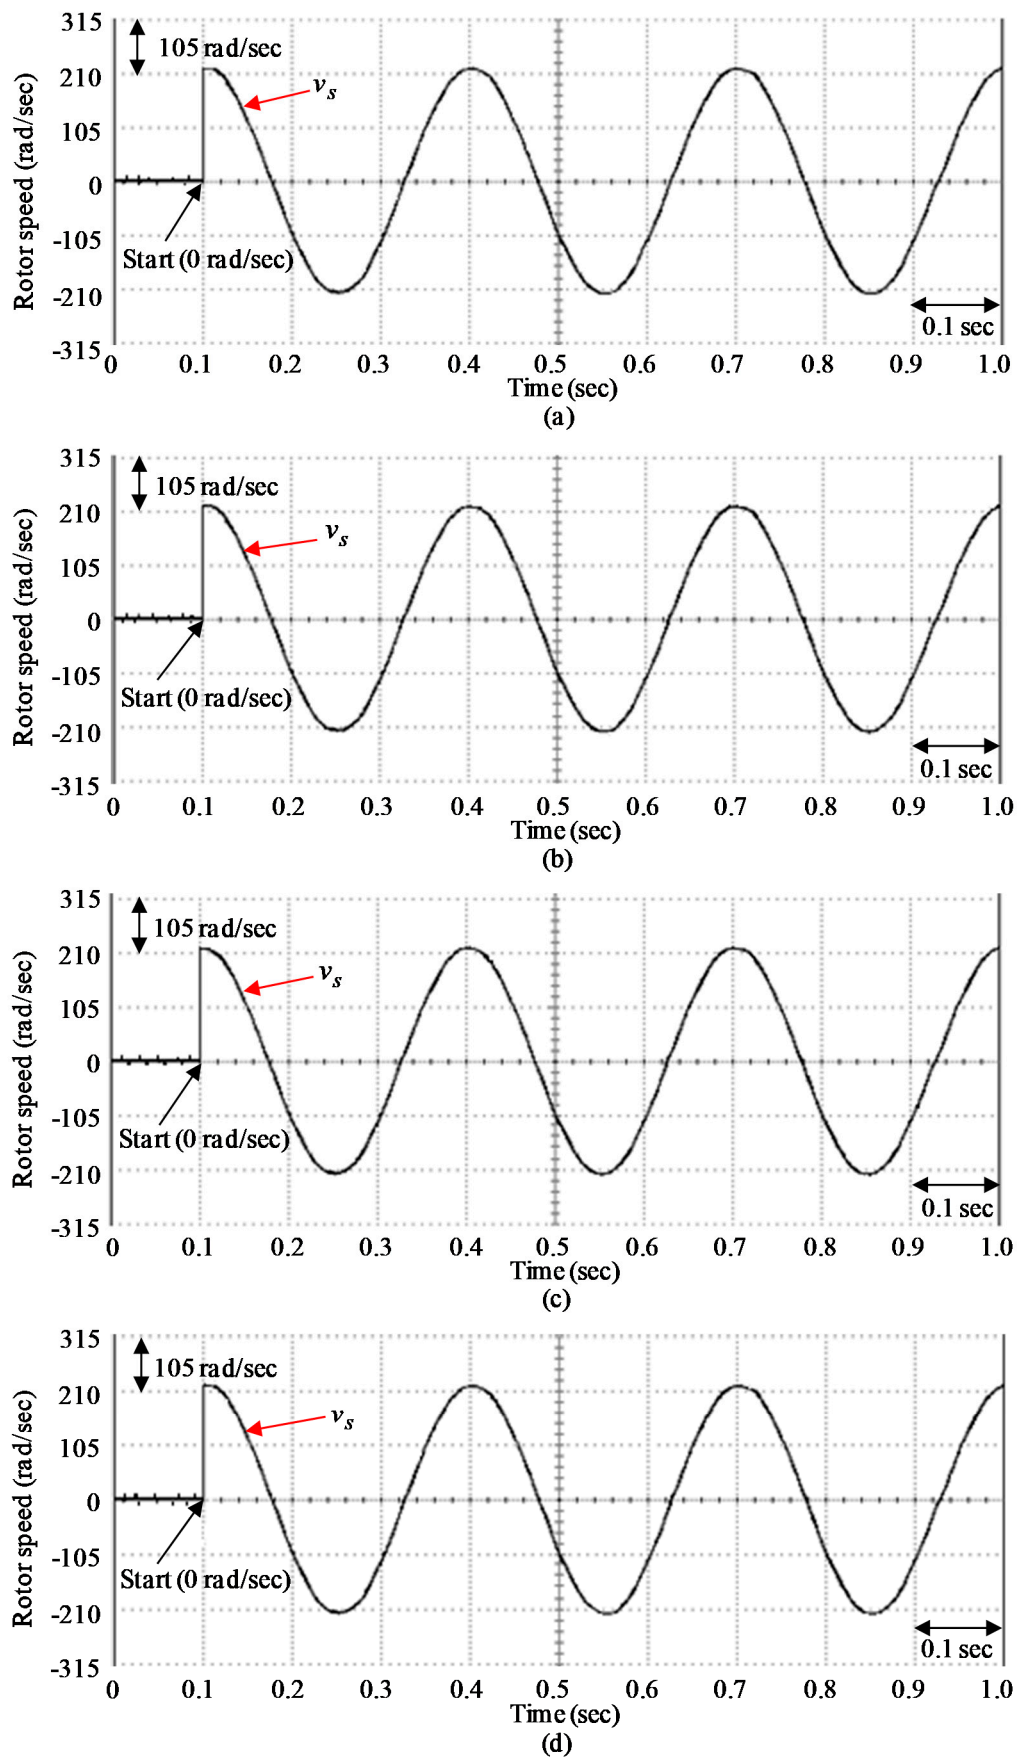 315
105 rad/sec
210
vs
105
0
-105
Start (0 rad/sec)
-210
0.1 sec
-315
Rotor speed (rad/sec)
0 0.1 0.2 0.3 0.4 0.5 0.6 0.7 0.8 0.9 1.0
Time (sec)
(a)
315
105 rad/sec
210
vs
105
0
-105
Start (0 rad/sec)
-210
0.1 sec
-315
Rotor speed (rad/sec)
0 0.1 0.2 0.3 0.4 0.5 0.6 0.7 0.8 0.9 1.0
Time (sec)
(b)
315
105 rad/sec
210
vs
105
0
-105
Start (0 rad/sec)
-210
0.1 sec
-315
Rotor speed (rad/sec)
0 0.1 0.2 0.3 0.4 0.5 0.6 0.7 0.8 0.9 1.0
Time (sec)
(c)
315
105 rad/sec
210
vs
105
0
-105
Start (0 rad/sec)
-210
0.1 sec
-315
Rotor speed (rad/sec)
0 0.1 0.2 0.3 0.4 0.5 0.6 0.7 0.8 0.9 1.0
Time (sec)
(d)